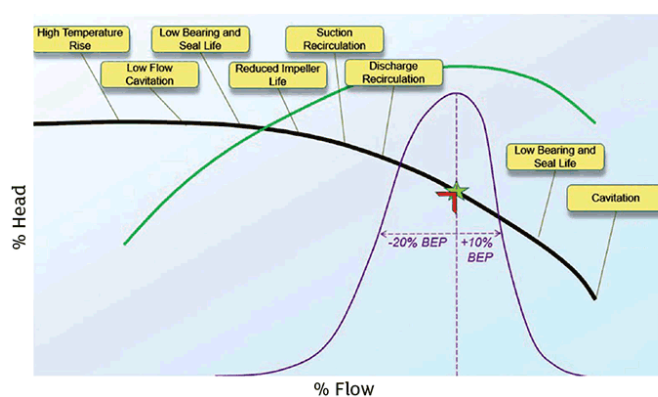 High Temperature
Rise
Low Bearing and
Seal Life
Suction
Recirculation
Low Flow
Cavitation
Reduced Impeller
Life
Discharge
Recirculation
Low Bearing and
Seal Life
Cavitation
-20% BEP
+10%
BEP
% Head
% Flow